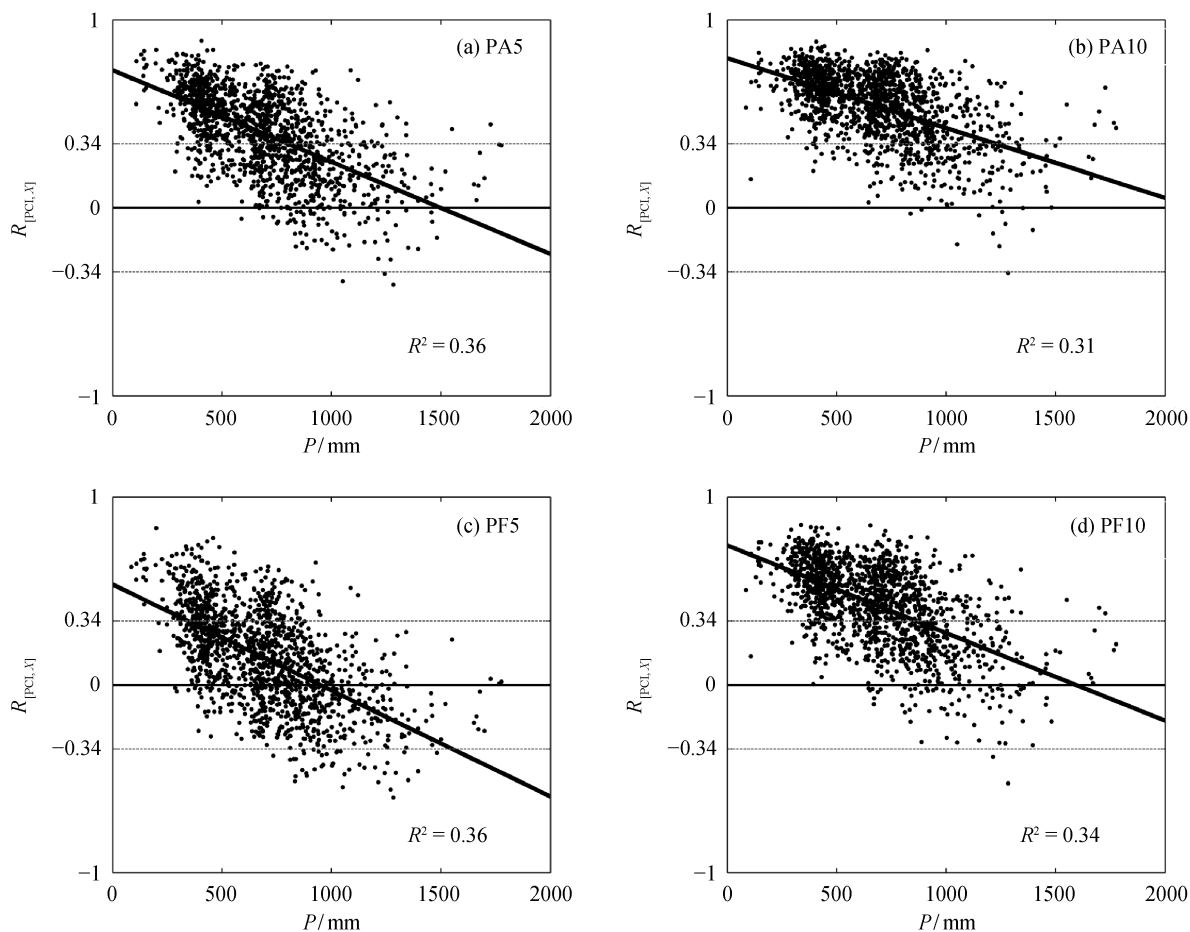 1
(a) PA5
0.34
R[PCI, X]
0
−0.34
R² = 0.36
−1
0 500 1000 1500 2000
P/ mm
1
(b) PA10
0.34
R[PCI, X]
0
−0.34
R² = 0.31
−1
0 500 1000 1500 2000
P/ mm
1
(c) PF5
0.34
R[PCI, X]
0
−0.34
R² = 0.36
−1
0 500 1000 1500 2000
P/ mm
1
(d) PF10
0.34
R[PCI, X]
0
−0.34
R² = 0.34
−1
0 500 1000 1500 2000
P/ mm